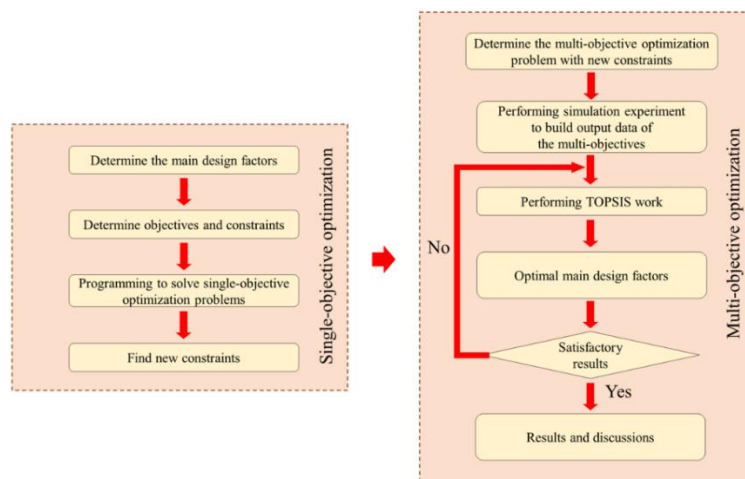 Determine the main design factors
Determine objectives and constraints
Programming to solve single-objective
optimization problems
Find new constraints
Single-objective optimization
Determine the multi-objective optimization
problem with new constraints
Performing simulation experiment
to build output data of
the multi-objectives
Performing TOPSIS work
No
Optimal main design factors
Satisfactory
results
Yes
Results and discussions
Multi-objective optimization